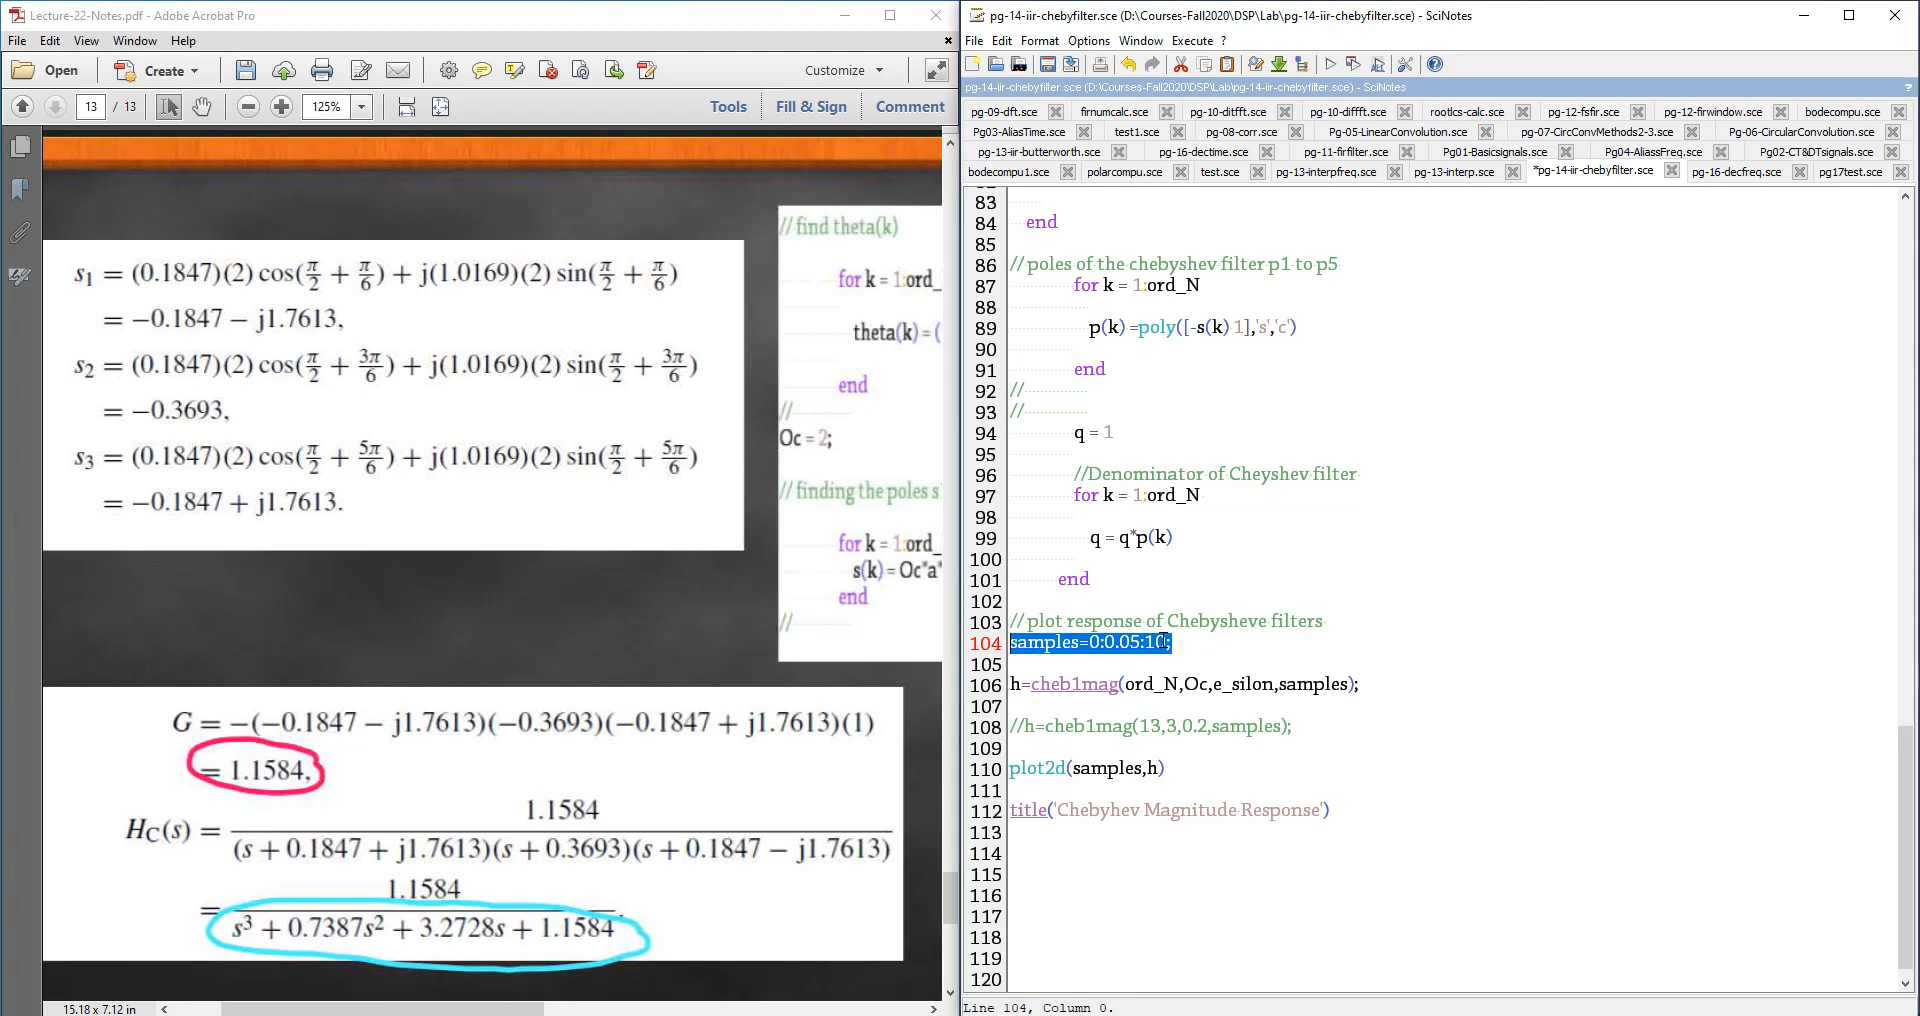 Lecture-22-Notes.pdf - Adobe Acrobat Pro
File Edit View Window Help
Open Create Customize
13 / 13 125% Tools Fill & Sign Comment
s1 = (0.1847)(2) cos(π/2 + π/6) + j(1.0169)(2) sin(π/2 + π/6)
= −0.1847 − j1.7613,
s2 = (0.1847)(2) cos(π/2 + 3π/6) + j(1.0169)(2) sin(π/2 + 3π/6)
= −0.3693,
s3 = (0.1847)(2) cos(π/2 + 5π/6) + j(1.0169)(2) sin(π/2 + 5π/6)
= −0.1847 + j1.7613.
// find theta(k)
for k = 1:ord_
theta(k) = (
end
//
Oc = 2;
// finding the poles s
for k = 1:ord_
s(k) = Oc*a*
end
//
G = −(−0.1847 − j1.7613)(−0.3693)(−0.1847 + j1.7613)(1)
= 1.1584,
HC(s) = 1.1584 / (s + 0.1847 + j1.7613)(s + 0.3693)(s + 0.1847 − j1.7613)
= 1.1584 / s³ + 0.7387s² + 3.2728s + 1.1584.
15.18 x 7.12 in
pg-14-iir-chebyfilter.sce (D:\Courses-Fall2020\DSP\Lab\pg-14-iir-chebyfilter.sce) - SciNotes
File Edit Format Options Window Execute ?
pg-14-iir-chebyfilter.sce (D:\Courses-Fall2020\DSP\Lab\pg-14-iir-chebyfilter.sce) - SciNotes ?
pg-09-dft.sce firnumcalc.sce pg-10-ditfft.sce pg-10-diffft.sce rootlcs-calc.sce pg-12-fsfir.sce pg-12-firwindow.sce bodecompu.sce
Pg03-AliasTime.sce test1.sce pg-08-corr.sce Pg-05-LinearConvolution.sce pg-07-CircConvMethods2-3.sce Pg-06-CircularConvolution.sce
pg-13-iir-butterworth.sce pg-16-dectime.sce pg-11-firfilter.sce Pg01-Basicsignals.sce Pg04-AliassFreq.sce Pg02-CT&DTsignals.sce
bodecompu1.sce polarcompu.sce test.sce pg-13-interpfreq.sce pg-13-interp.sce *pg-14-iir-chebyfilter.sce pg-16-decfreq.sce pg17test.sce
83
84 end
85
86 // poles of the chebyshev filter p1 to p5
87 for k = 1:ord_N
88
89 p(k) =poly([-s(k) 1],'s','c')
90
91 end
92 //
93 //
94 q = 1
95
96 //Denominator of Cheyshev filter
97 for k = 1:ord_N
98
99 q = q*p(k)
100
101 end
102
103 // plot response of Chebysheve filters
104 samples=0:0.05:10;
105
106 h=cheb1mag(ord_N,Oc,e_silon,samples);
107
108 //h=cheb1mag(13,3,0.2,samples);
109
110 plot2d(samples,h)
111
112 title('Chebyhev Magnitude Response')
113
114
115
116
117
118
119
120
Line 104, Column 0.